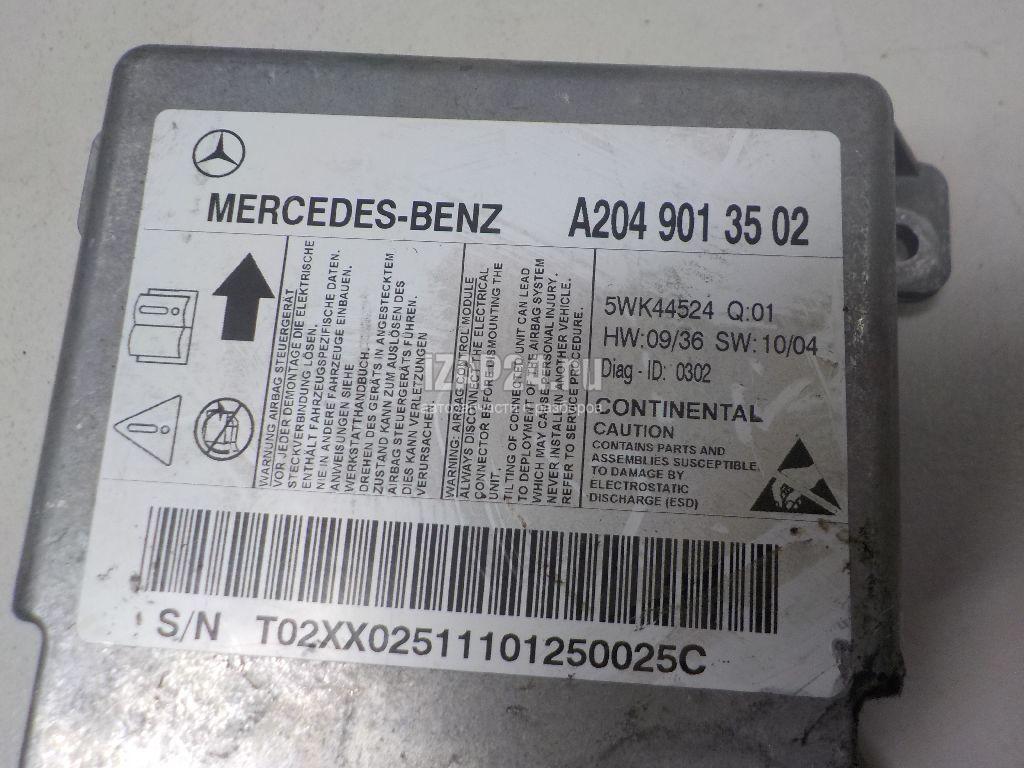 MERCEDES-BENZ
A204 901 35 02
WARNUNG AIRBAG STEUERGERÄT
VOR JEDER DEMONTAGE DIE ELEKTRISCHE
STECKVERBINDUNG LÖSEN.
ENTHÄLT FAHRZEUGSPEZIFISCHE DATEN.
NIE IN ANDERE FAHRZEUGE EINBAUEN.
ANWEISUNGEN SIEHE
WERKSTATTHANDBUCH.
DREHEN DES GERÄTS IN ANGESTECKTEM
ZUSTAND KANN ZUM AUSLÖSEN DES
AIRBAG STEUERGERÄTS FÜHREN.
DIES KANN VERLETZUNGEN
VERURSACHEN
WARNING: AIRBAG CONTROL MODULE
ALWAYS DISCONNECT THE ELECTRICAL
CONNECTOR BEFORE DISMOUNTING THE
UNIT.
TILTING OF CONNECTED UNIT CAN LEAD
TO DEPLOYMENT OF THE AIRBAG SYSTEM
WHICH MAY CAUSE PERSONAL INJURY.
NEVER INSTALL IN ANOTHER VEHICLE.
REFER TO SERVICE PROCEDURE.
5WK44524 Q:01
HW:09/36 SW:10/04
Diag - ID: 0302
CONTINENTAL
CAUTION
CONTAINS PARTS AND
ASSEMBLIES SUSCEPTIBLE
TO DAMAGE BY
ELECTROSTATIC
DISCHARGE (ESD)
IZAP24.ru
автозапчасти и разборов
S/N T02XX02511101250025C